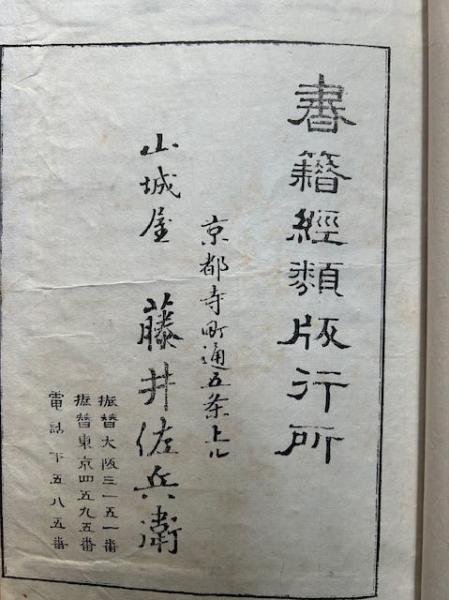 書籍經類版行所
京都寺町通五条上ル
山城屋 藤井佐兵衛
振替大阪三一五一番
振替東京四五九五番
電話下五八五番